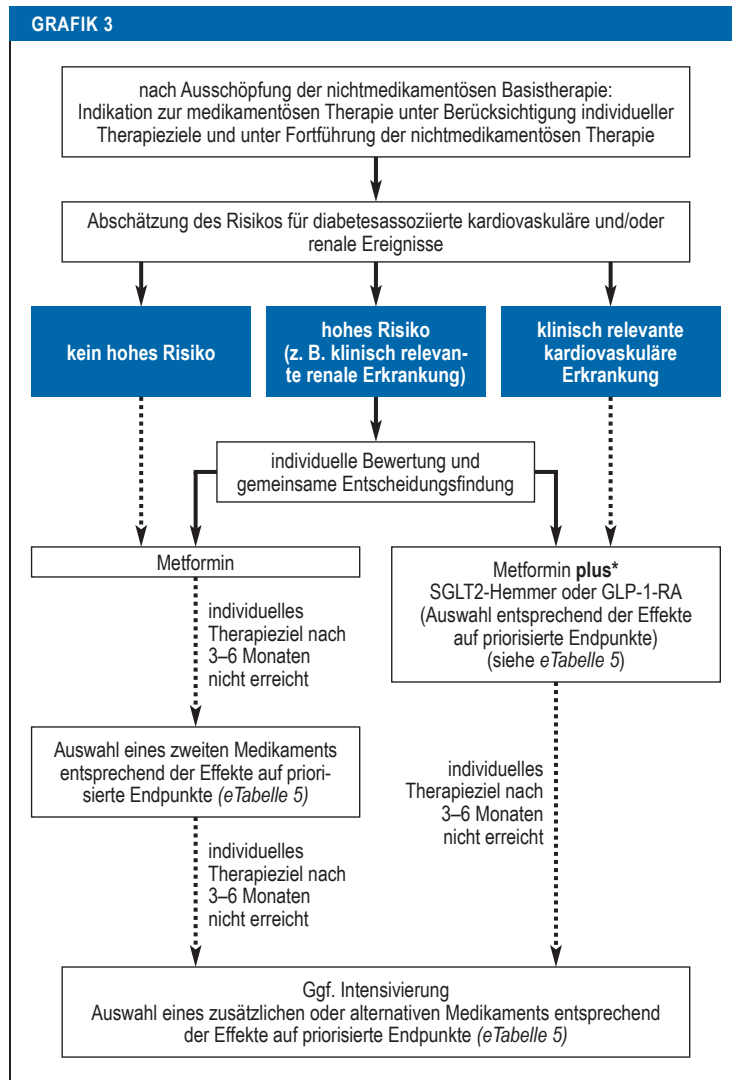 GRAFIK 3
nach Ausschöpfung der nichtmedikamentösen Basistherapie:
Indikation zur medikamentösen Therapie unter Berücksichtigung individueller
Therapieziele und unter Fortführung der nichtmedikamentösen Therapie
Abschätzung des Risikos für diabetesassoziierte kardiovaskuläre und/oder
renale Ereignisse
kein hohes Risiko
hohes Risiko
(z. B. klinisch relevan-
te renale Erkrankung)
klinisch relevante
kardiovaskuläre
Erkrankung
individuelle Bewertung und
gemeinsame Entscheidungsfindung
Metformin
individuelles
Therapieziel nach
3–6 Monaten
nicht erreicht
Metformin plus*
SGLT2-Hemmer oder GLP-1-RA
(Auswahl entsprechend der Effekte
auf priorisierte Endpunkte)
(siehe eTabelle 5)
Auswahl eines zweiten Medikaments
entsprechend der Effekte auf priori-
sierte Endpunkte (eTabelle 5)
individuelles
Therapieziel nach
3–6 Monaten
nicht erreicht
individuelles
Therapieziel nach
3–6 Monaten
nicht erreicht
Ggf. Intensivierung
Auswahl eines zusätzlichen oder alternativen Medikaments entsprechend
der Effekte auf priorisierte Endpunkte (eTabelle 5)